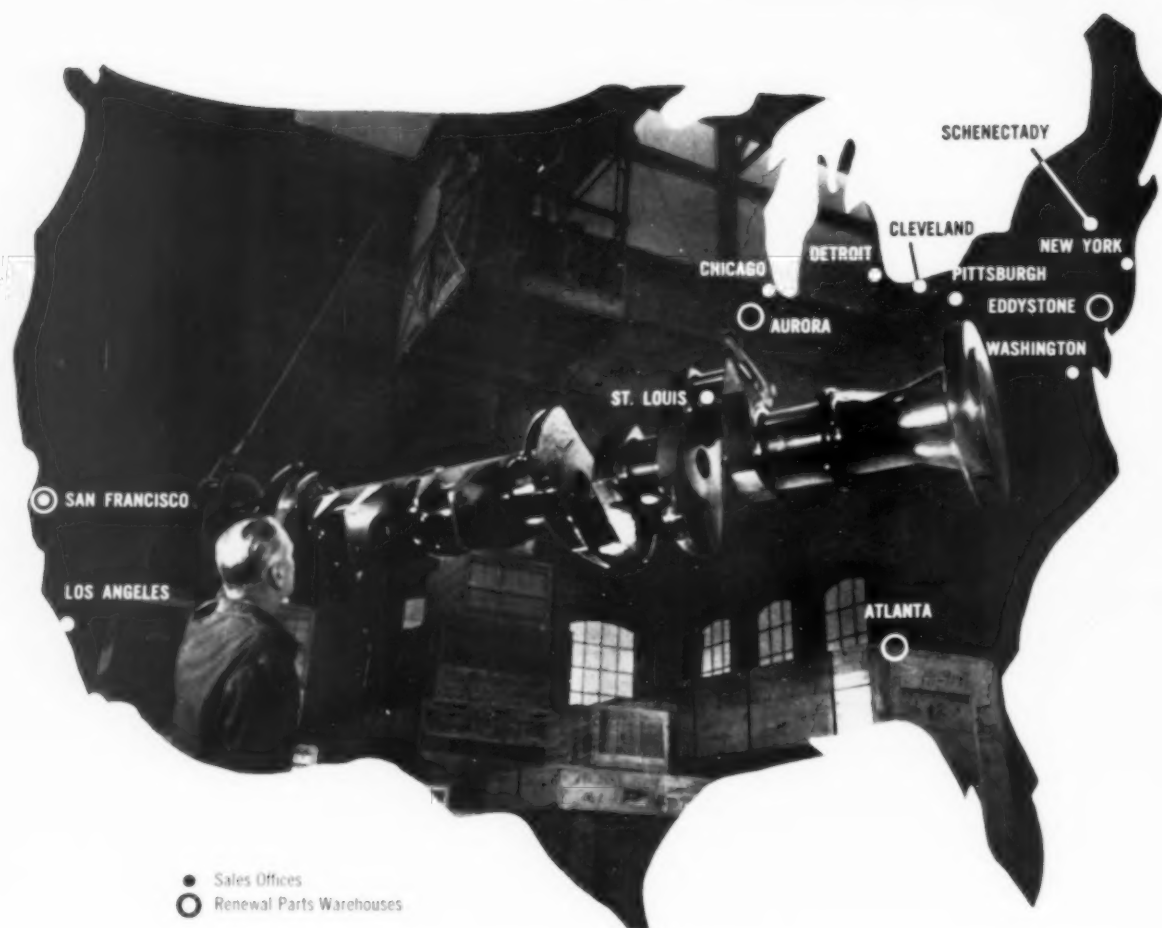 SCHENECTADY
CLEVELAND
NEW YORK
DETROIT
CHICAGO
PITTSBURGH
EDDYSTONE
AURORA
WASHINGTON
ST. LOUIS
SAN FRANCISCO
LOS ANGELES
ATLANTA
Sales Offices
Renewal Parts Warehouses